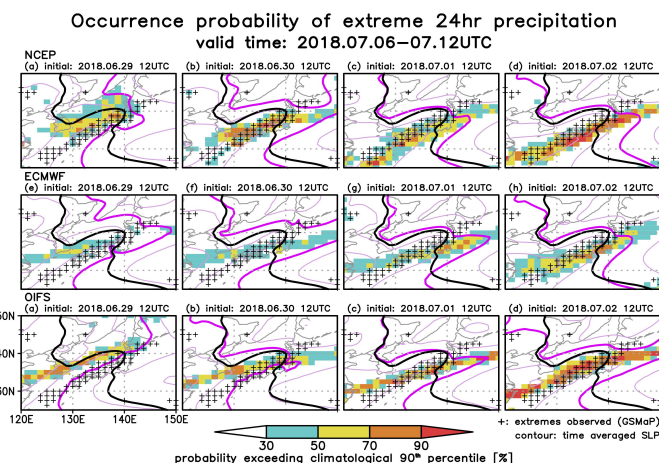 Occurrence probability of extreme 24hr precipitation
valid time: 2018.07.06−07.12UTC
NCEP
(a) initial: 2018.06.29 12UTC (b) initial: 2018.06.30 12UTC (c) initial: 2018.07.01 12UTC (d) initial: 2018.07.02 12UTC
ECMWF
(e) initial: 2018.06.29 12UTC (f) initial: 2018.06.30 12UTC (g) initial: 2018.07.01 12UTC (h) initial: 2018.07.02 12UTC
OIFS
(a) initial: 2018.06.29 12UTC (b) initial: 2018.06.30 12UTC (c) initial: 2018.07.01 12UTC (d) initial: 2018.07.02 12UTC
120E 130E 140E 150E
+: extremes observed (GSMaP)
contour: time averaged SLP
30 50 70 90
probability exceeding climatological 90th percentile [%]